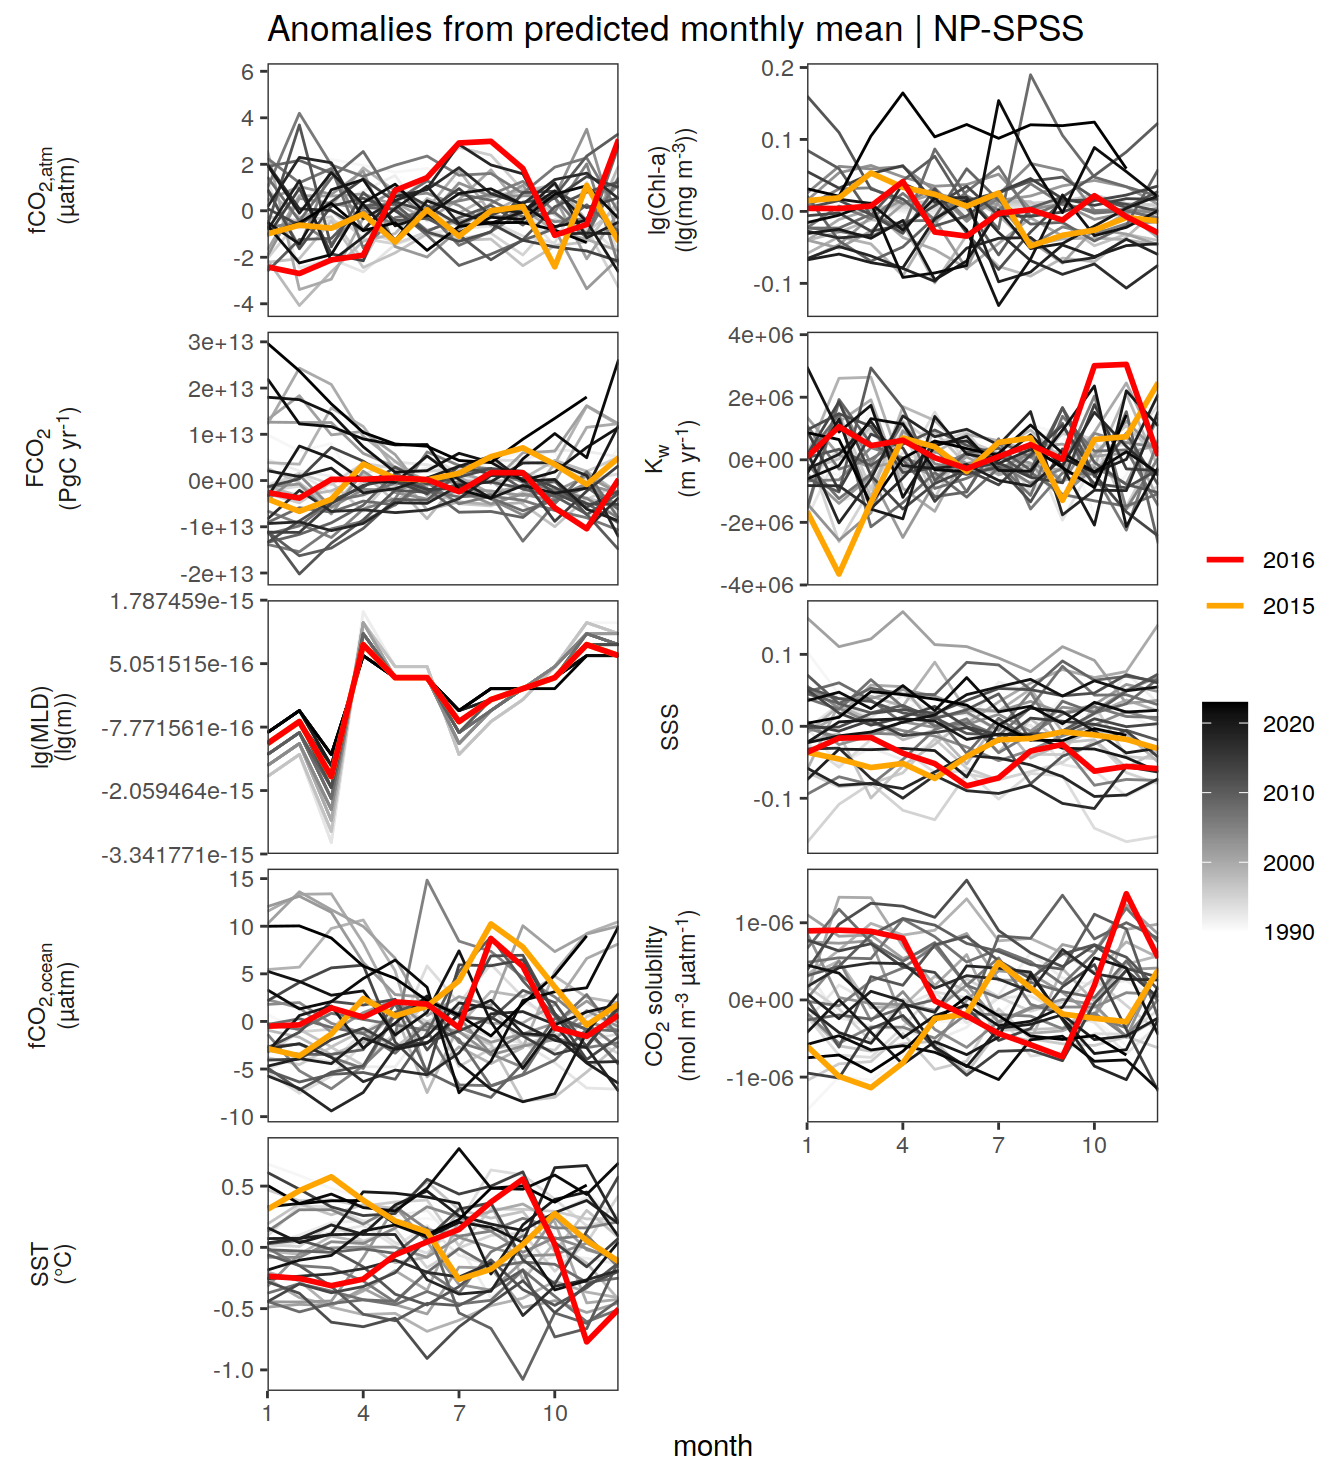 Anomalies from predicted monthly mean | NP-SPSS
fCO2,atm
(µatm)
6
4
2
0
-2
-4
lg(Chl-a)
(lg(mg m-3))
0.2
0.1
0.0
-0.1
FCO2
(PgC yr-1)
3e+13
2e+13
1e+13
0e+00
-1e+13
-2e+13
Kw
(m yr-1)
4e+06
2e+06
0e+00
-2e+06
-4e+06
lg(MLD)
(lg(m))
1.787459e-15
5.051515e-16
-7.771561e-16
-2.059464e-15
-3.341771e-15
SSS
0.1
0.0
-0.1
fCO2,ocean
(µatm)
15
10
5
0
-5
-10
CO2 solubility
(mol m-3 µatm-1)
1e-06
0e+00
-1e-06
1 4 7 10
SST
(°C)
0.5
0.0
-0.5
-1.0
1 4 7 10
month
2016
2015
2020
2010
2000
1990